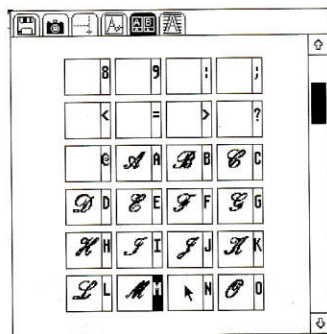 A A B
8 9 : ;
< = > ?
@ A A B B C C
D D E E F F G G
H H I I J J K K
L L M M N O O